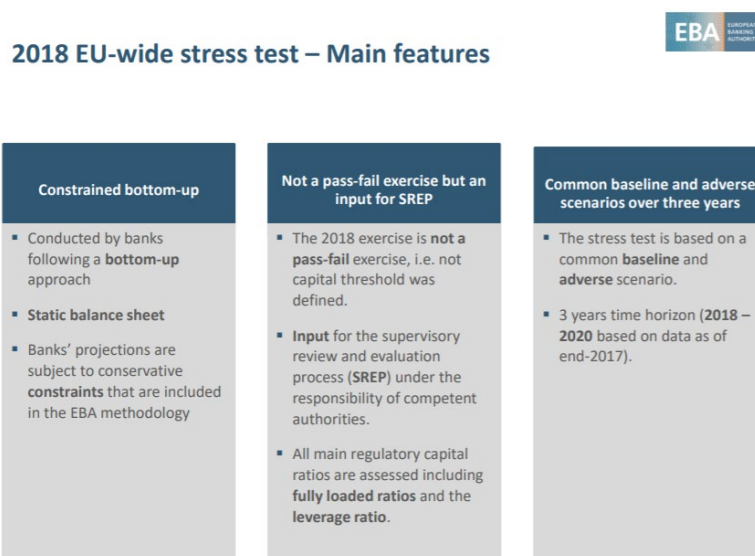 EBA
EUROPEAN
BANKING
AUTHORITY
2018 EU-wide stress test – Main features
Constrained bottom-up
▪ Conducted by banks
following a bottom-up
approach
▪ Static balance sheet
▪ Banks' projections are
subject to conservative
constraints that are included
in the EBA methodology
Not a pass-fail exercise but an
input for SREP
▪ The 2018 exercise is not a
pass-fail exercise, i.e. not
capital threshold was
defined.
▪ Input for the supervisory
review and evaluation
process (SREP) under the
responsibility of competent
authorities.
▪ All main regulatory capital
ratios are assessed including
fully loaded ratios and the
leverage ratio.
Common baseline and adverse
scenarios over three years
▪ The stress test is based on a
common baseline and
adverse scenario.
▪ 3 years time horizon (2018 –
2020 based on data as of
end-2017).